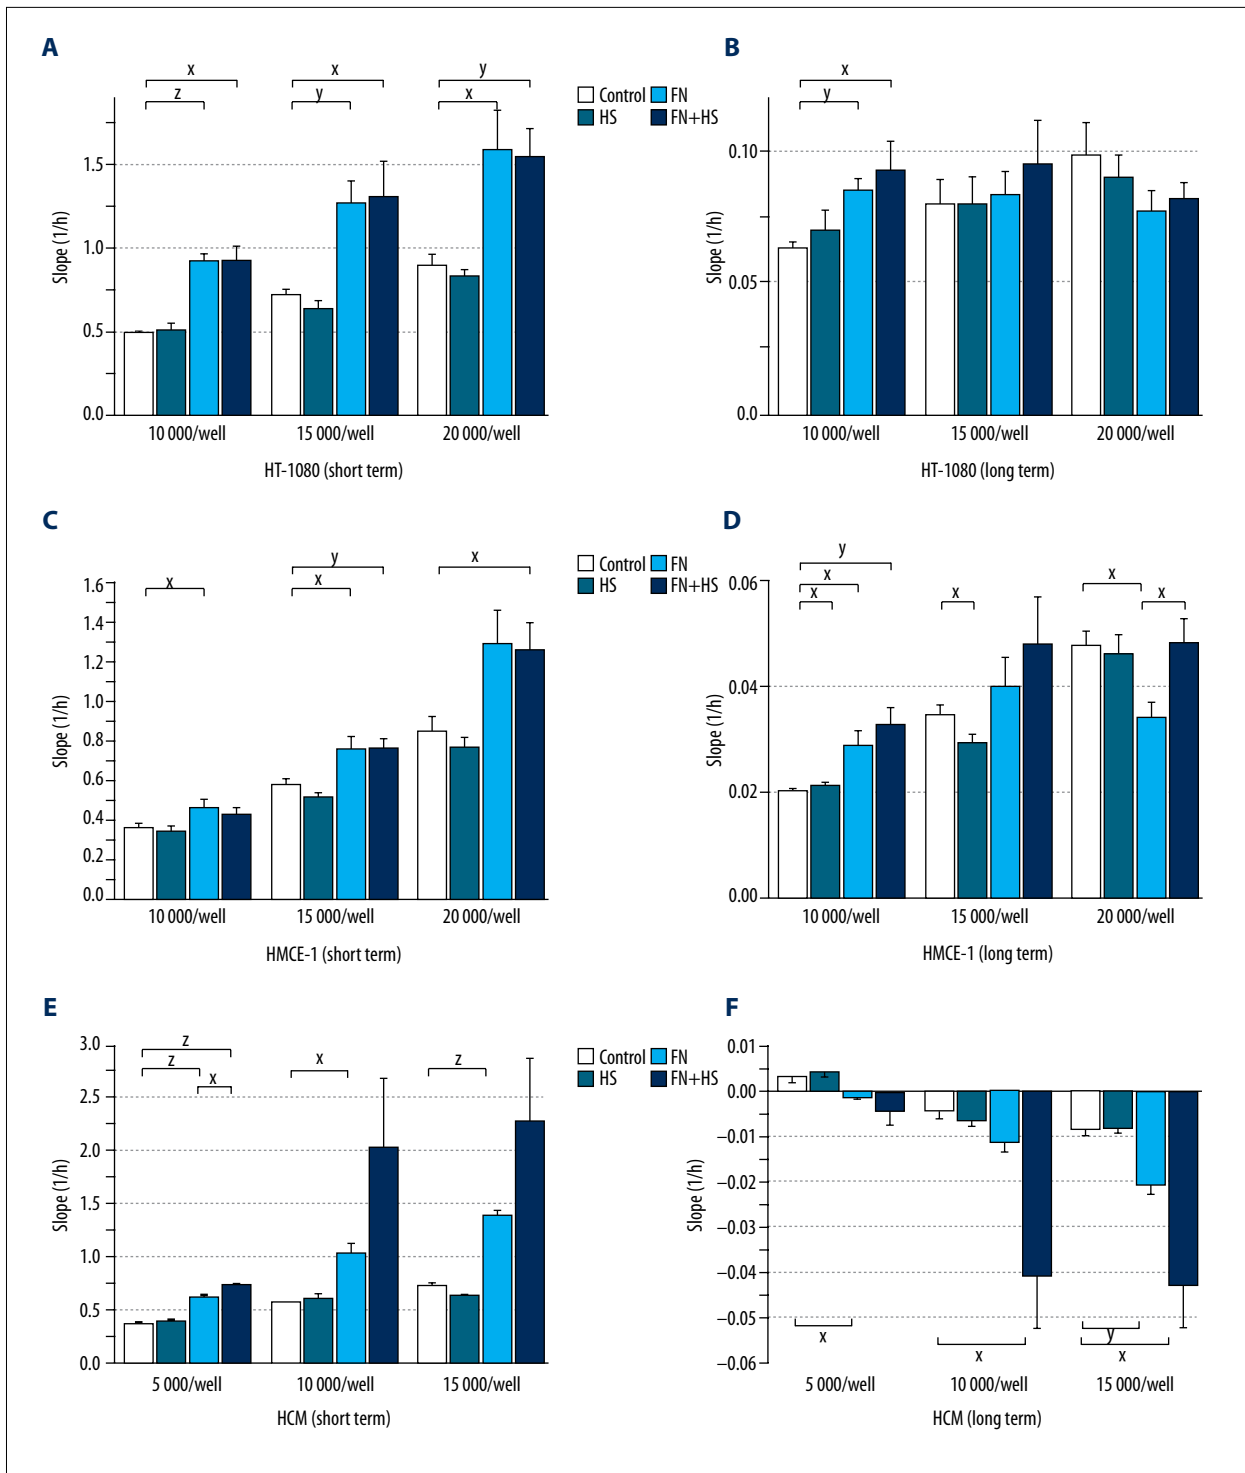 A
x
z
x
y
y
x
Control
FN
HS
FN+HS
1.5
1.0
0.5
0.0
Slope (1/h)
10 000/well
15 000/well
20 000/well
HT-1080 (short term)
B
x
y
0.10
0.05
0.0
Slope (1/h)
10 000/well
15 000/well
20 000/well
HT-1080 (long term)
C
x
y
x
x
Control
FN
HS
FN+HS
1.6
1.4
1.2
1.0
0.8
0.6
0.4
0.2
0.0
Slope (1/h)
10 000/well
15 000/well
20 000/well
HMCE-1 (short term)
D
y
x
x
x
x
x
0.06
0.04
0.02
0.00
Slope (1/h)
10 000/well
15 000/well
20 000/well
HMCE-1 (long term)
E
z
z
x
x
z
Control
FN
HS
FN+HS
3.0
2.5
2.0
1.5
1.0
0.5
0.0
Slope (1/h)
5 000/well
10 000/well
15 000/well
HCM (short term)
F
0.01
0.00
−0.01
−0.02
−0.03
−0.04
−0.05
−0.06
Slope (1/h)
x
x
y
x
5 000/well
10 000/well
15 000/well
HCM (long term)